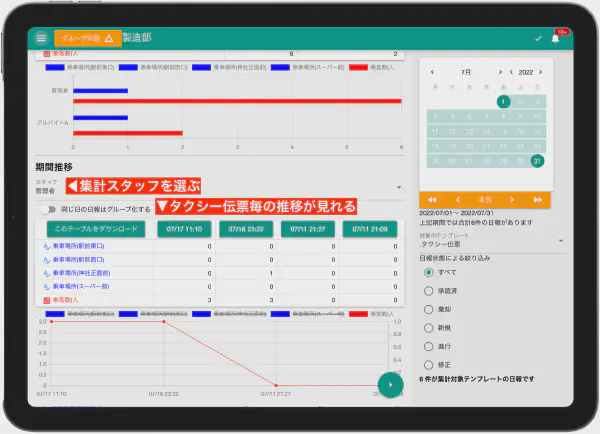 グループ切替
製造部
10+
乗客数(人
6
2
乗車場所(駅前東口)
乗車場所(駅前西口)
乗車場所(神社正面前)
乗車場所(スーパー前)
乗客数(人
管理者
アルバイトA
0
1
2
3
4
5
6
期間推移
スタッフ
管理者
◀集計スタッフを選ぶ
同じ日の日報はグループ化する
▼タクシー伝票毎の推移が見れる
このテーブルをダウンロード
07/17 11:10
07/16 23:22
07/11 21:27
07/11 21:09
乗車場所(駅前東口)
0
0
0
0
乗車場所(駅前西口)
0
0
0
0
乗車場所(神社正面前)
0
1
0
0
乗車場所(スーパー前)
0
0
0
0
乗客数(人
3
3
0
0
乗車場所(駅前東口)
乗車場所(駅前西口)
乗車場所(神社正面前)
乗車場所(スーパー前)
乗客数(人
3.0
2.5
2.0
1.5
1.0
0.5
0
1.0
0.8
0.6
0.4
07/17 11:10
07/16 23:22
07/11 21:27
7月
2022
月
火
水
木
金
土
日
1
2
3
4
5
6
7
8
9
10
11
12
13
14
15
16
17
18
19
20
21
22
23
24
25
26
27
28
29
30
31
本日
2022/07/01〜 2022/07/31
上記期間では合計6件の日報があります
対象のテンプレート
.タクシー伝票
日報状態による絞り込み
すべて
承認済
棄却
新規
進行
修正
6 件が集計対象テンプレートの日報です